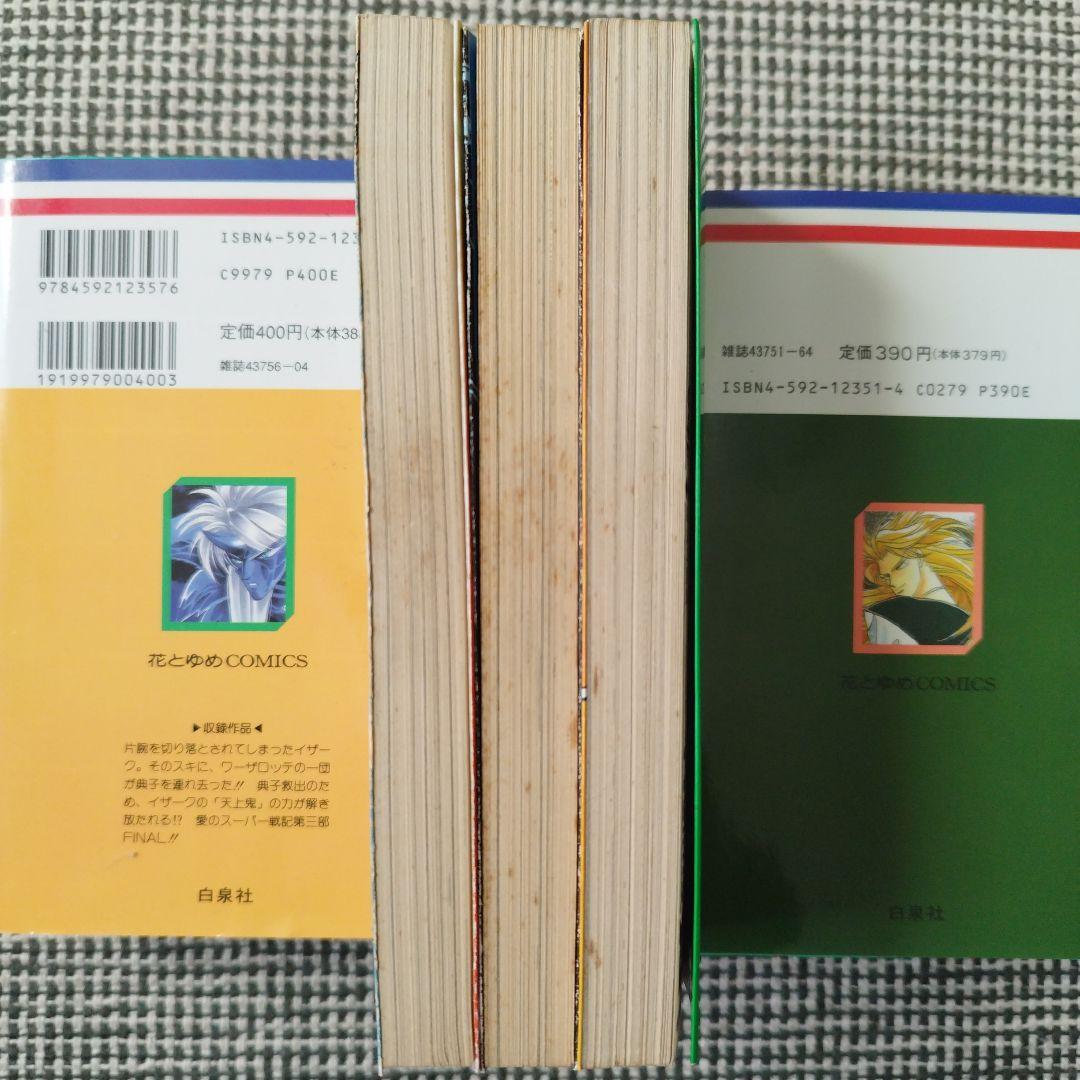 ISBN4-592-123
C9979 P400E
9784592123576
定価400円(本体38
雑誌43756-04
1919979004003
花とゆめCOMICS
▶収録作品◀
片腕を切り落とされてしまったイザー
ク。そのスキに、ワーザロッテの一団
が典子を連れ去った!! 典子救出のた
め、イザークの「天上鬼」の力が解き
放たれる!? 愛のスーパー戦記第三部
FINAL!!
白泉社
雑誌43751-64 定価390円(本体379円)
ISBN4-592-12351-4 C0279 P390E
花とゆめCOMICS
白泉社